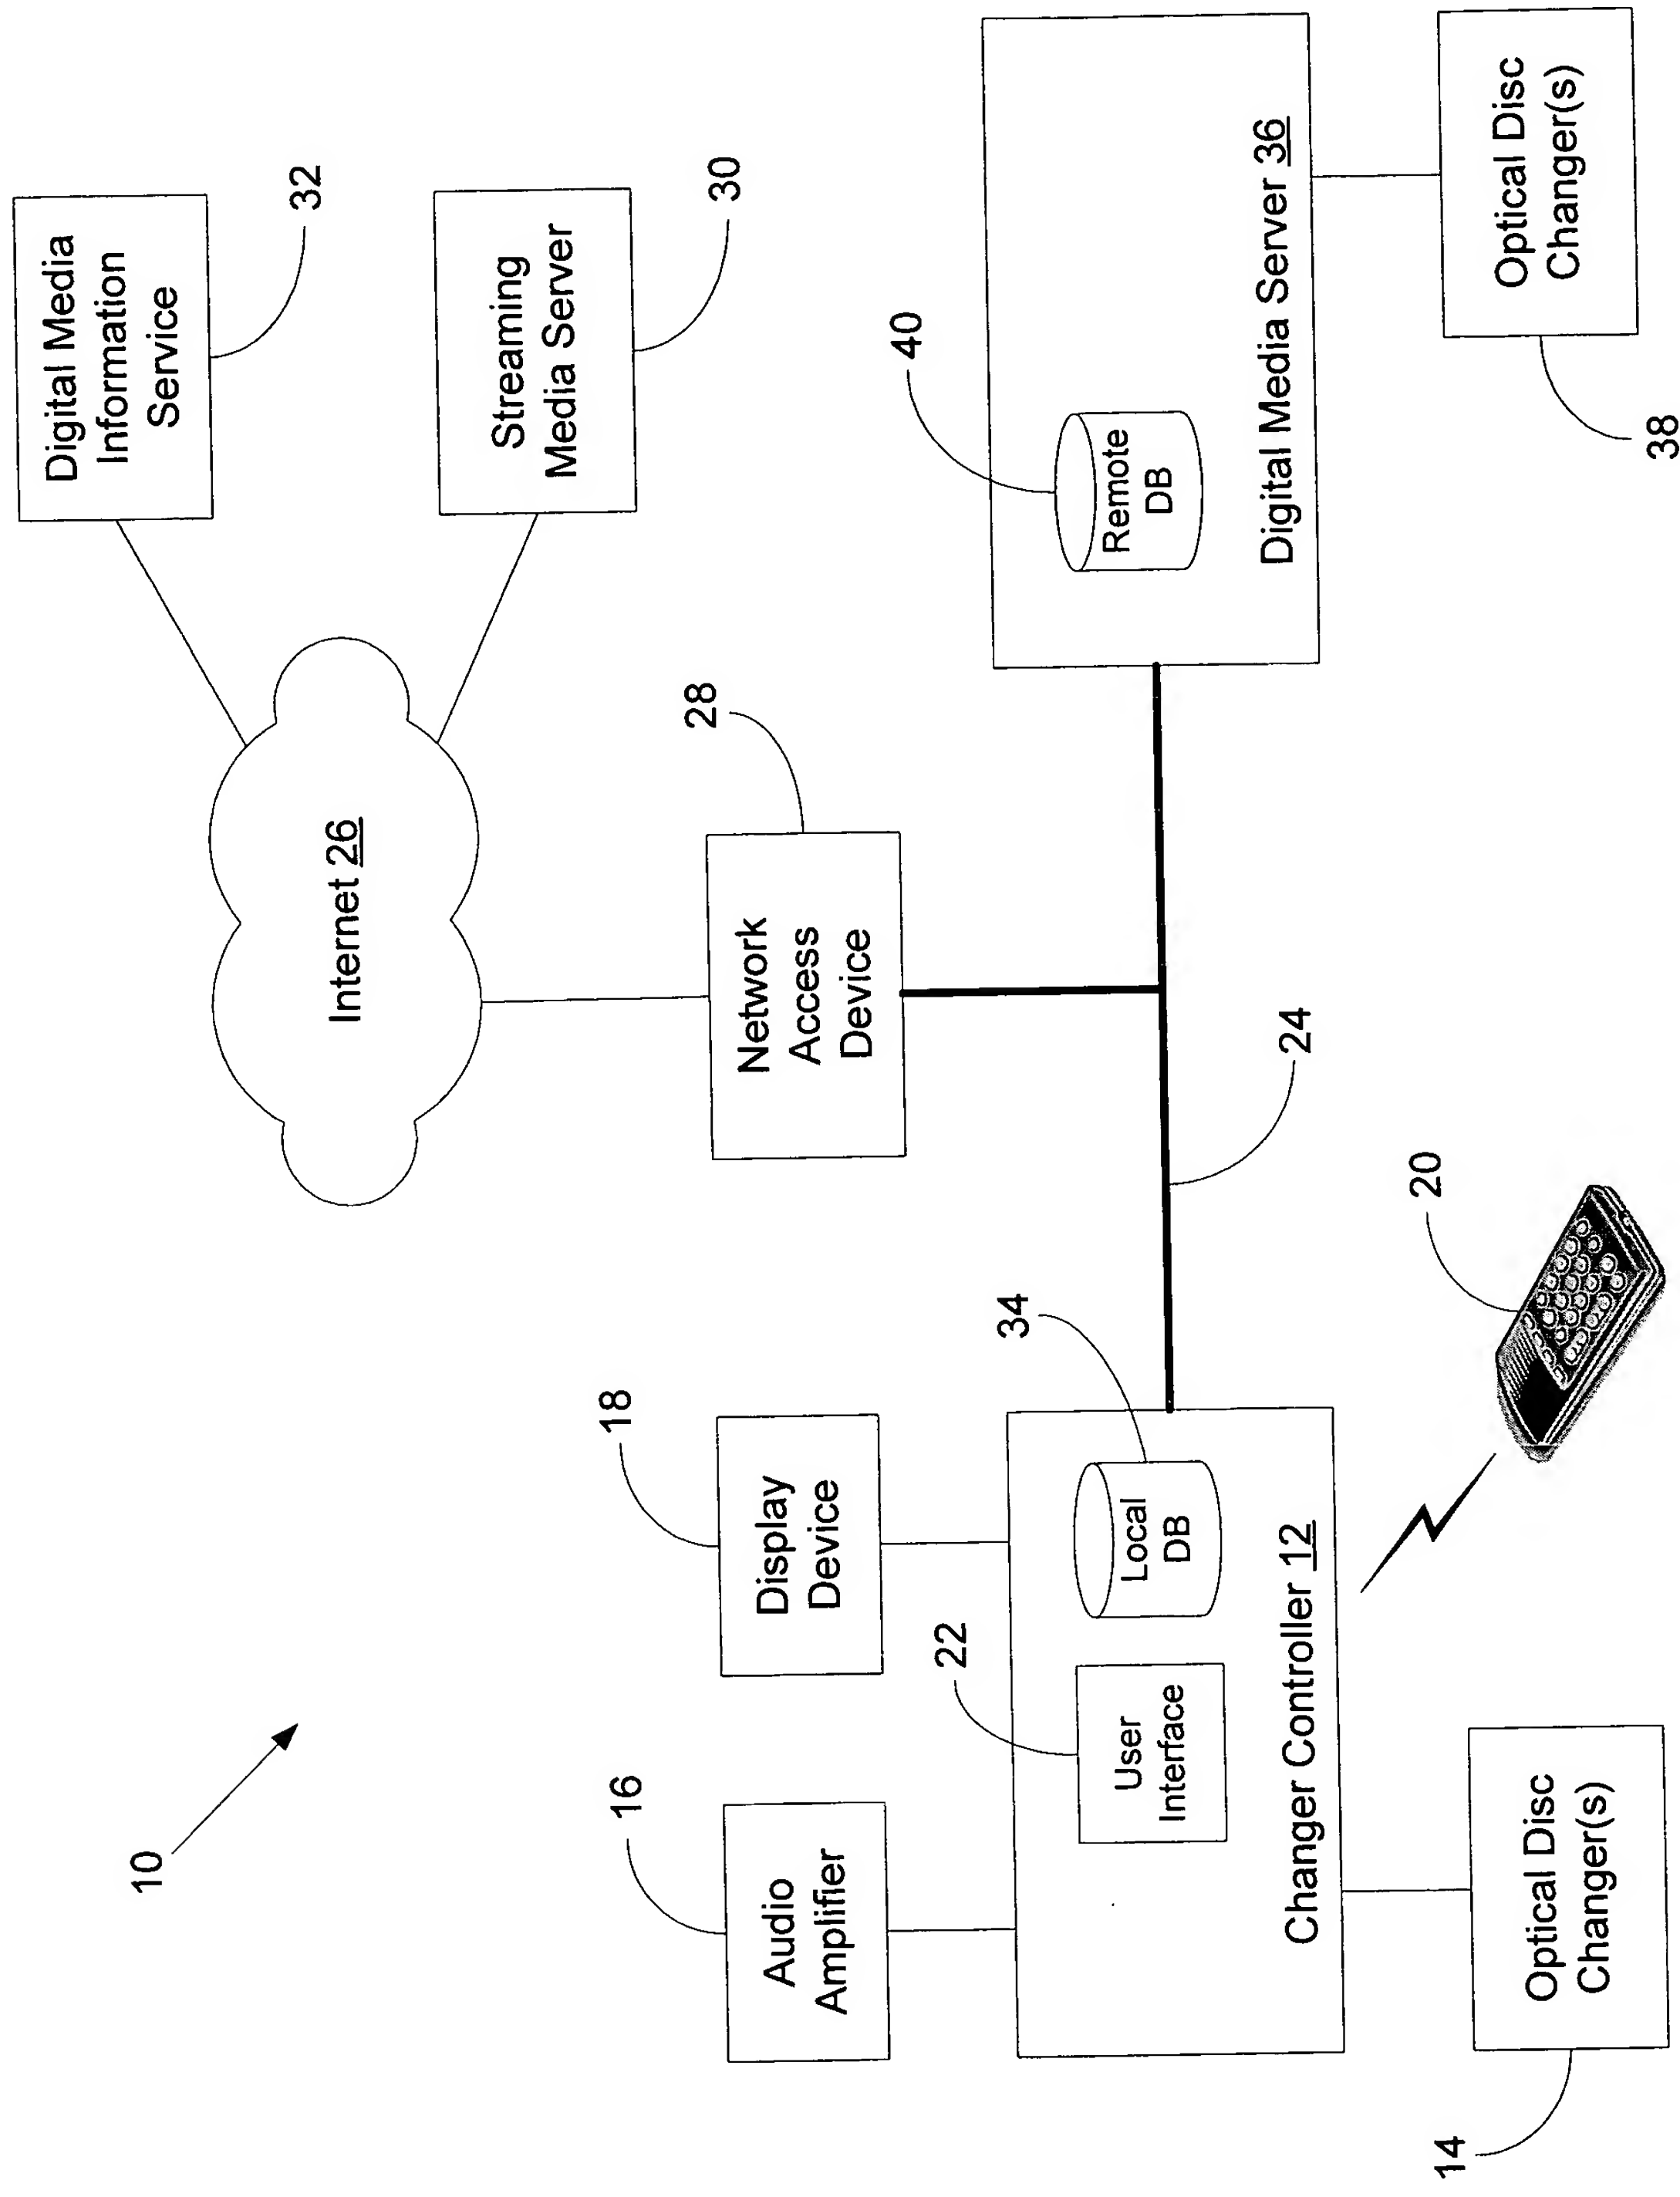 10
Digital Media
Information
Service
32
Streaming
Media Server
30
Internet 26
Network
Access
Device
28
Audio
Amplifier
16
Display
Device
18
User
Interface
22
Local
DB
34
Changer Controller 12
24
Remote
DB
40
Digital Media Server 36
Optical Disc
Changer(s)
14
20
Optical Disc
Changer(s)
38